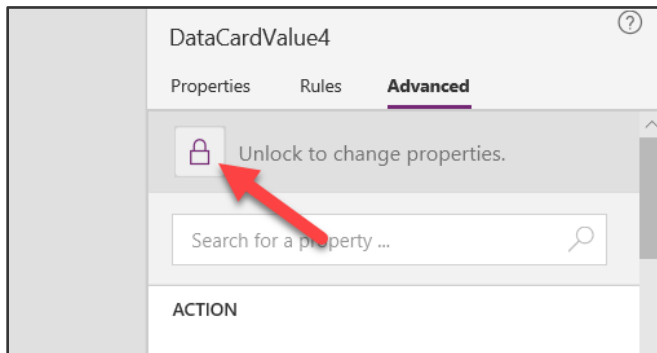 DataCardValue4
?
Properties Rules Advanced
Unlock to change properties.
Search for a property ...
ACTION